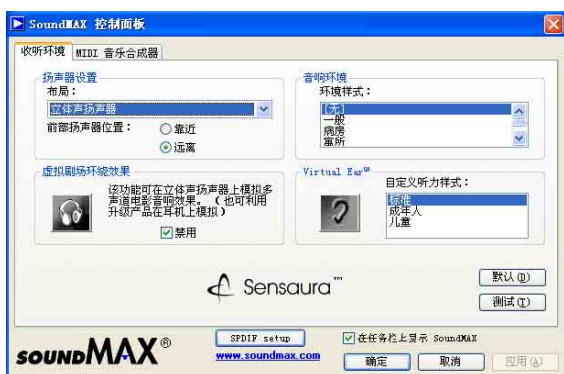 SoundMAX 控制面板
收听环境 MIDI 音乐合成器
扬声器设置
布局：
立体声扬声器
前部扬声器位置：
靠近
远离
音响环境
环境样式：
[无]
一般
病房
富所
虚拟剧场环绕效果
该功能可在立体声扬声器上模拟多
声道电影音响效果。（也可利用
升级产品在耳机上模拟）
禁用
Virtual Ear™
自定义听力样式：
标准
成年人
儿童
Sensaura™
默认(D)
测试(T)
SOUNDMAX®
SPDIF setup
www.soundmax.com
在任务栏上显示 SoundMAX
确定 取消 应用(A)